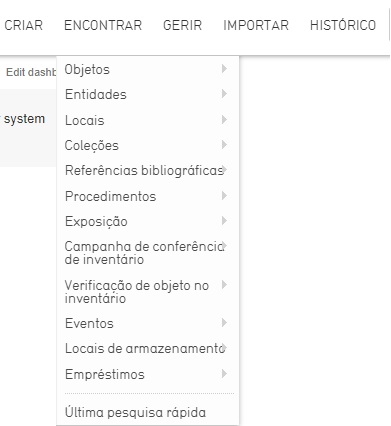 CRIAR ENCONTRAR GERIR IMPORTAR HISTÓRICO
Edit dashb
system
Objetos
Entidades
Locais
Coleções
Referências bibliográficas
Procedimentos
Exposição
Campanha de conferência
de inventário
Verificação de objeto no
inventário
Eventos
Locais de armazenamento
Empréstimos
Última pesquisa rápida